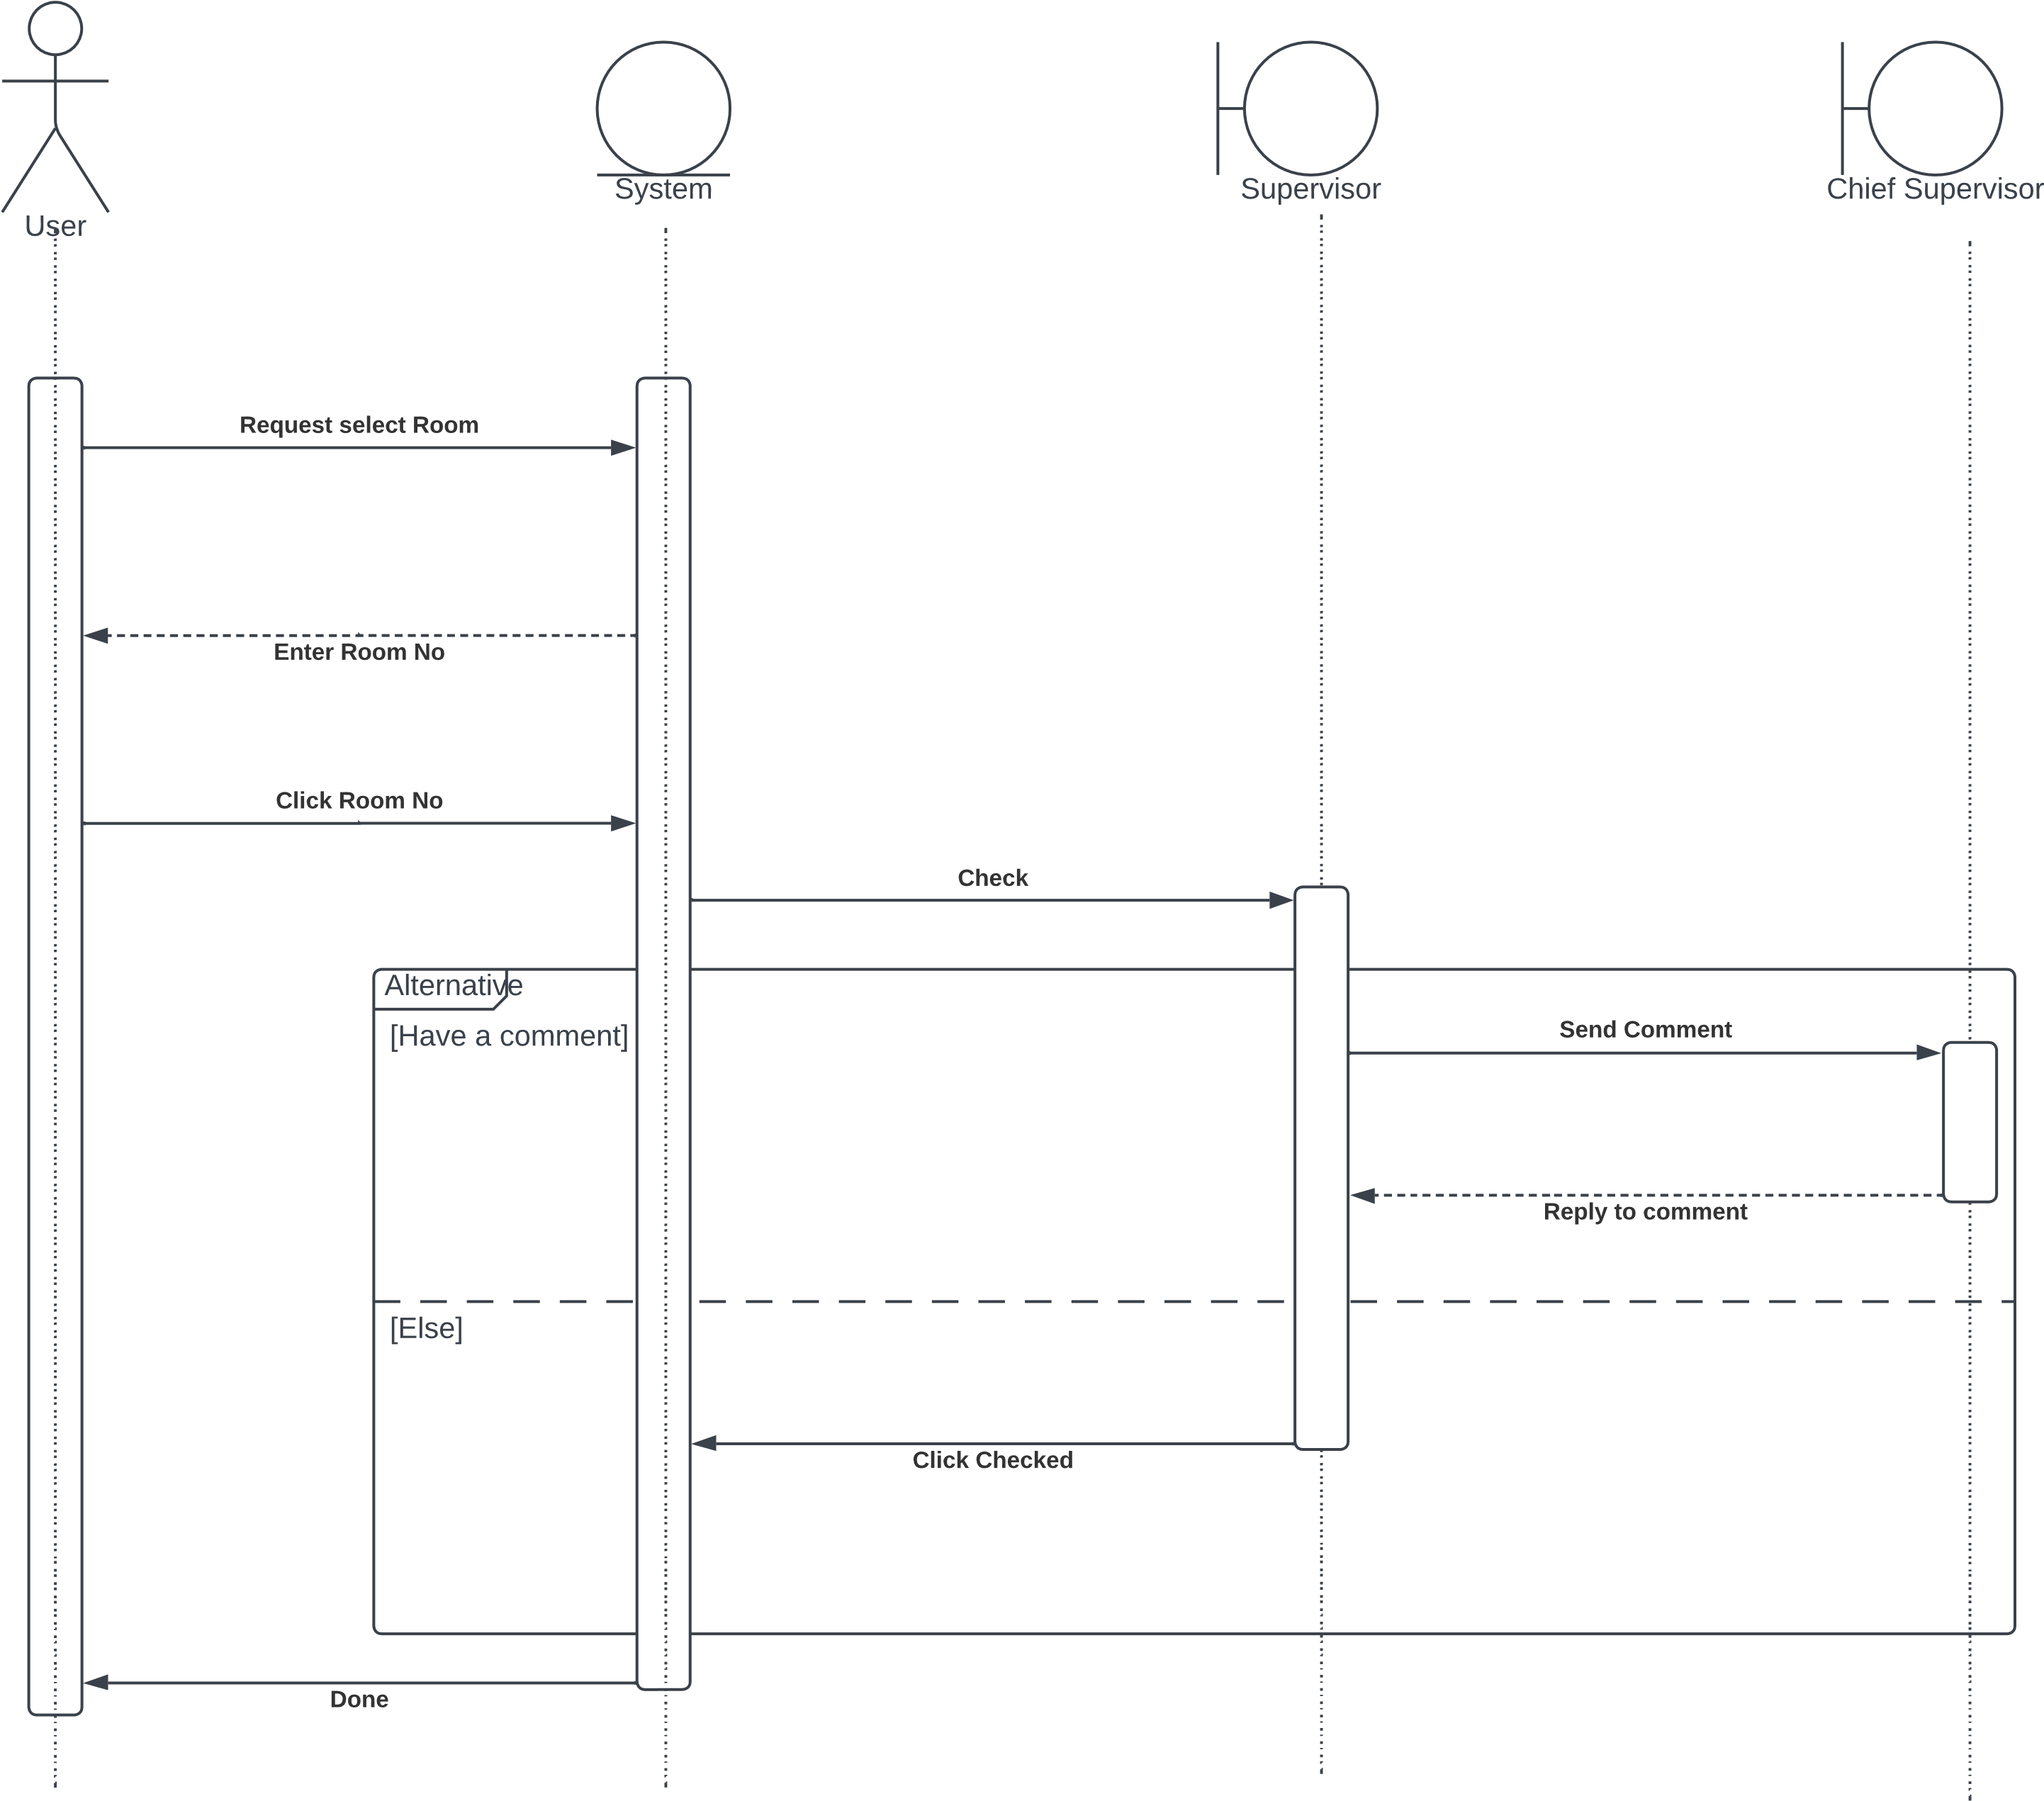 User
System
Supervisor
Chief Supervisor
Request select Room
Enter Room No
Click Room No
Check
Alternative
[Have a comment]
Send Comment
Reply to comment
[Else]
Click Checked
Done